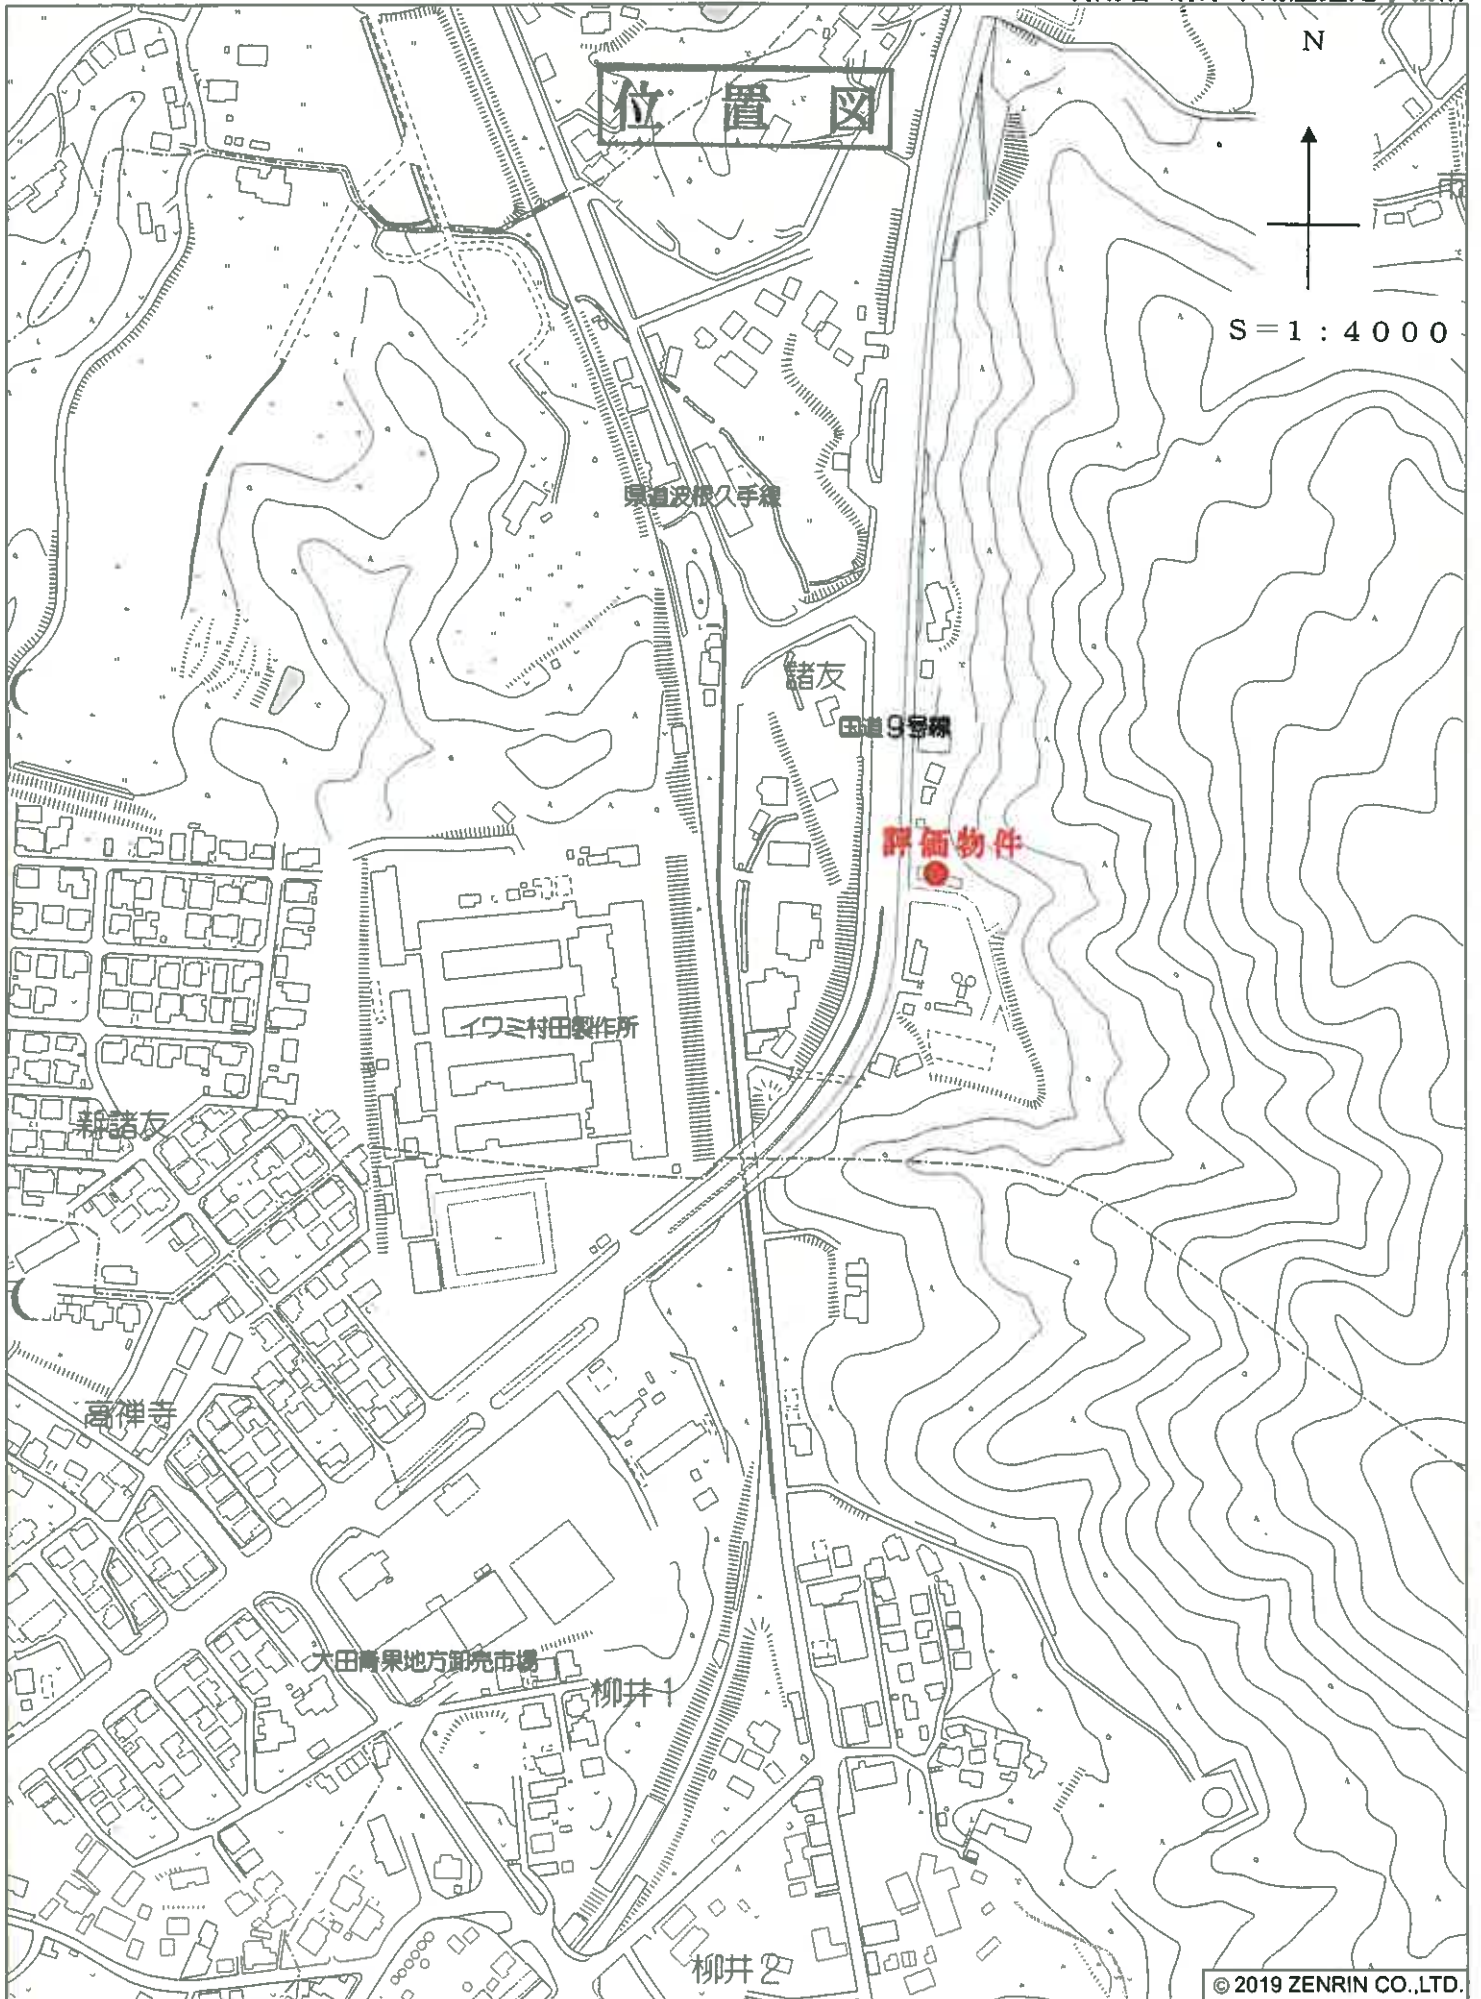 位置図
N
S＝1：4000
県道波根久手線
諸友
国道9号線
評価物件
イワミ村田製作所
新諸友
高禅寺
大田青果地方卸売市場
柳井1
柳井2
© 2019 ZENRIN CO.,LTD.